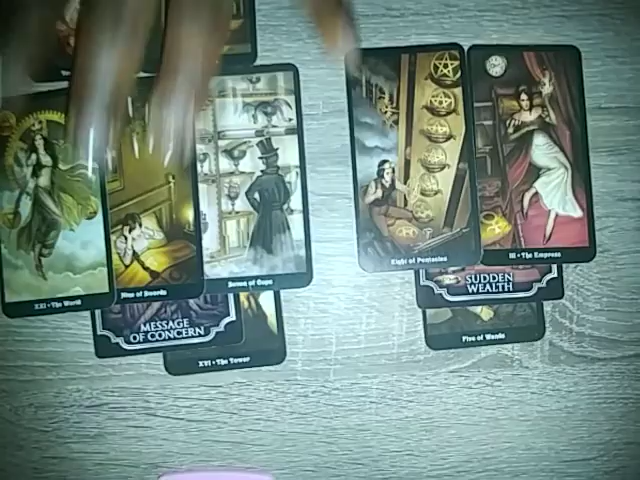 XXI • The World
Nine of Swords
Seven of Cups
MESSAGE
OF CONCERN
XVI • The Tower
Eight of Pentacles
III • The Empress
SUDDEN
WEALTH
Five of Wands